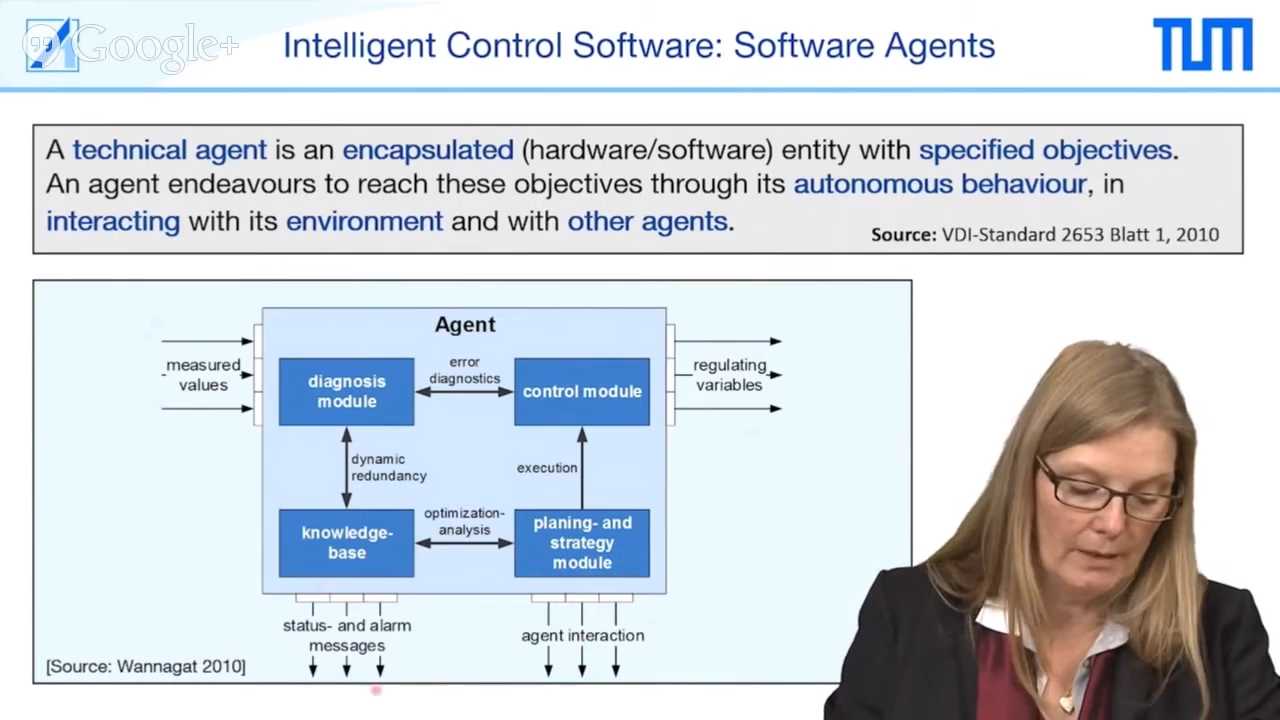 Google+
Intelligent Control Software: Software Agents
TUM
A technical agent is an encapsulated (hardware/software) entity with specified objectives.
An agent endeavours to reach these objectives through its autonomous behaviour, in
interacting with its environment and with other agents.
Source: VDI-Standard 2653 Blatt 1, 2010
Agent
measured
values
diagnosis
module
error
diagnostics
control module
regulating
variables
dynamic
redundancy
execution
knowledge-
base
optimization-
analysis
planing- and
strategy
module
status- and alarm
messages
agent interaction
[Source: Wannagat 2010]